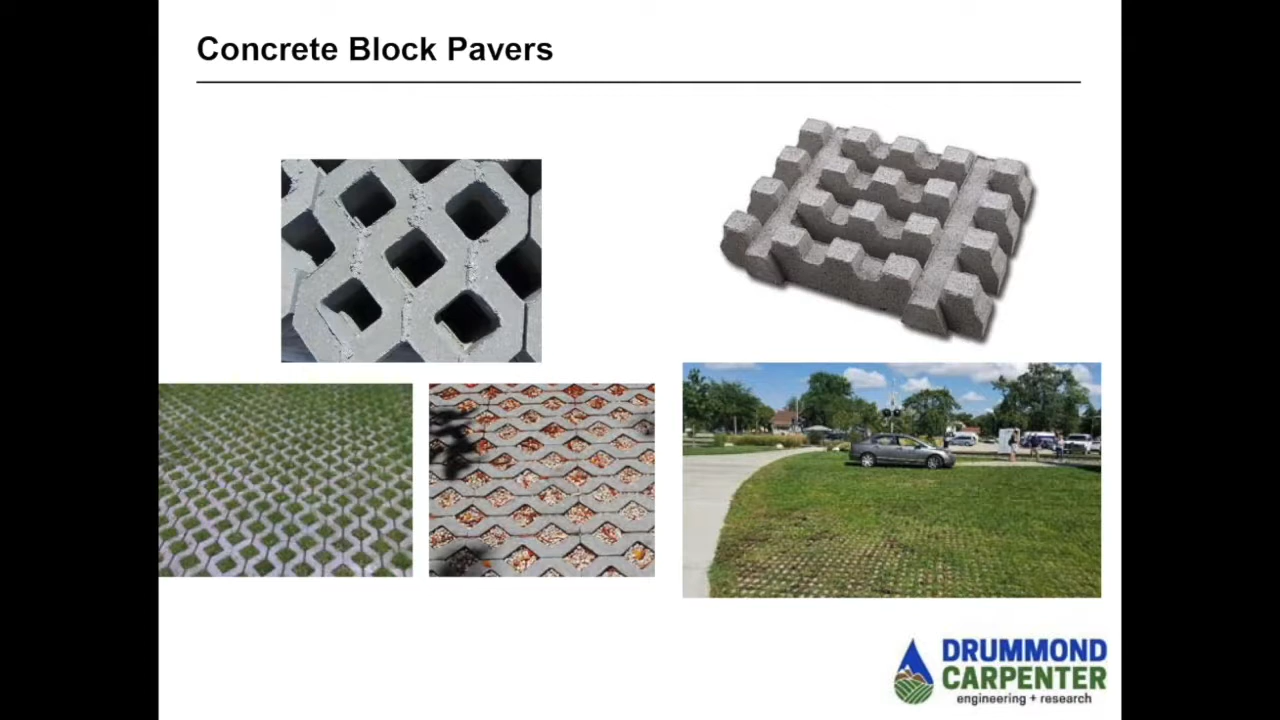 Concrete Block Pavers
DRUMMOND
CARPENTER
engineering + research